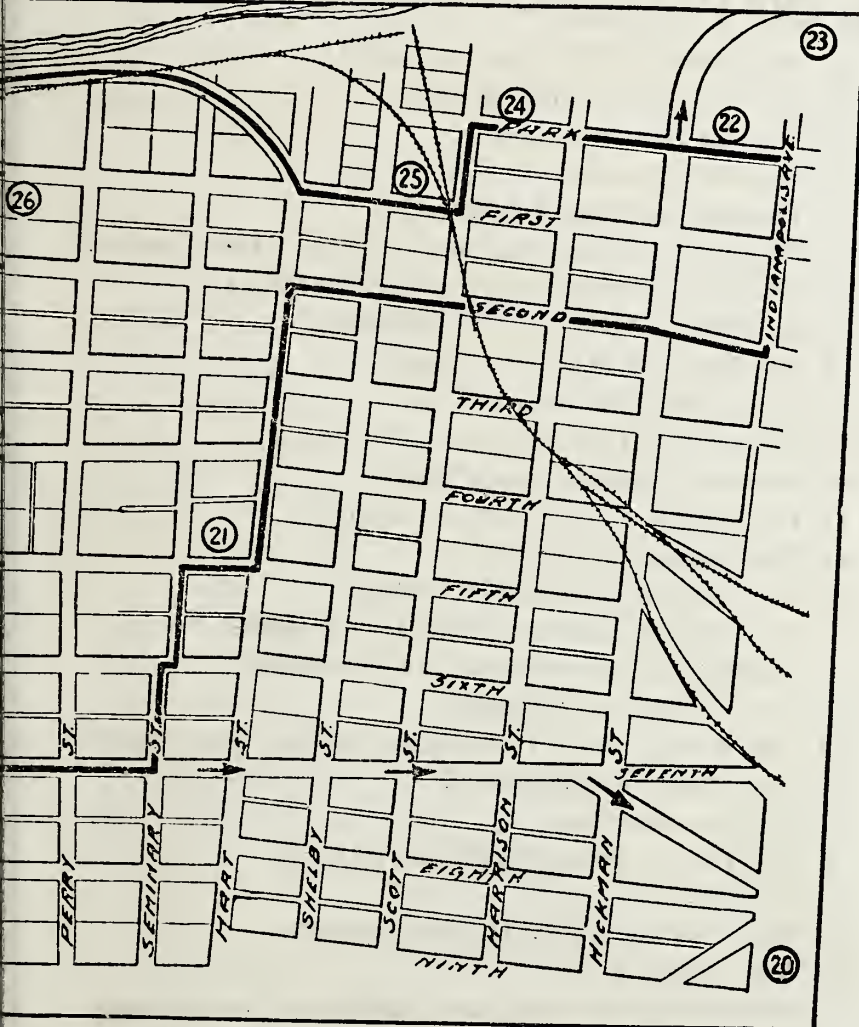 23
24
22
PARK
INDIANAPOLIS AVE.
25
26
FIRST
SECOND
THIRD
FOURTH
21
FIFTH
SIXTH
ST.
ST.
ST.
ST.
ST.
ST.
ST
SEVENTH
PERRY
SEMINARY
HART
SHELBY
SCOTT
HARRISON
HICKMAN
EIGHTH
NINTH
20